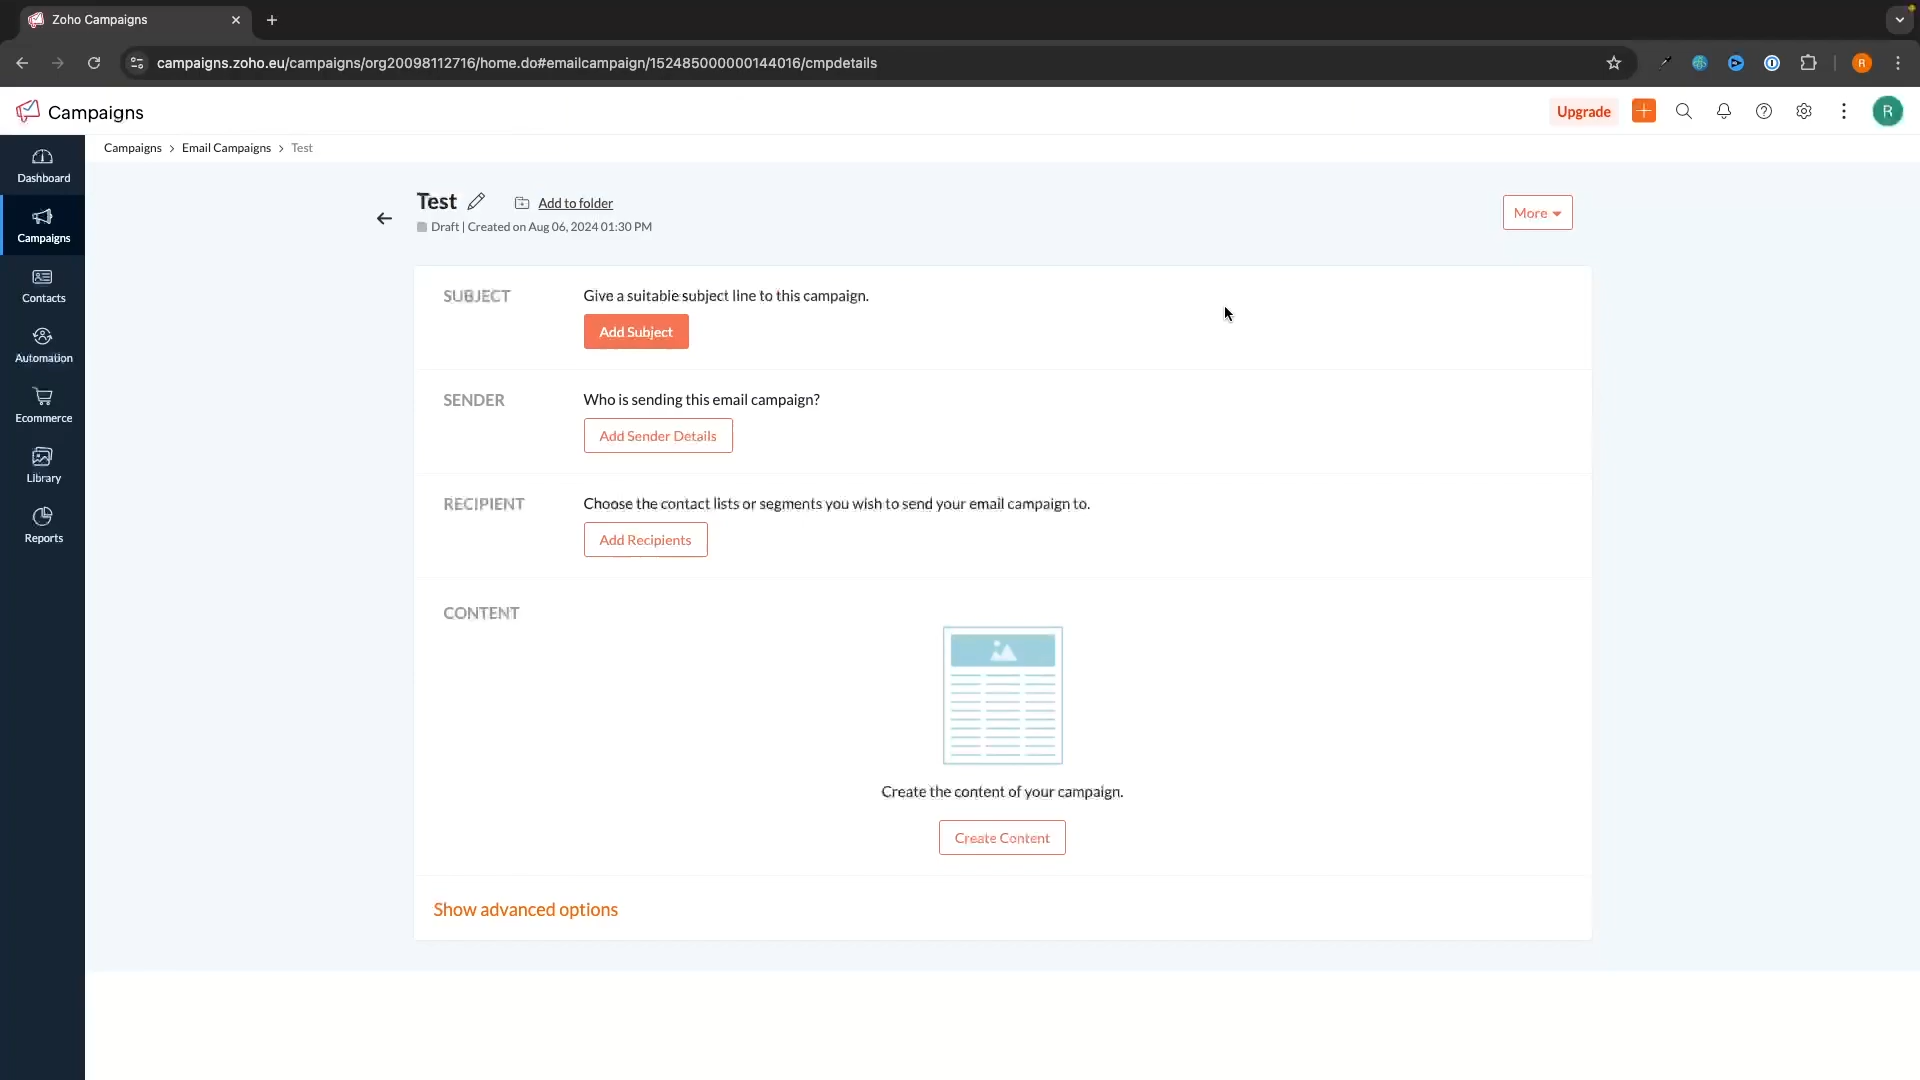 Zoho Campaigns
campaigns.zoho.eu/campaigns/org20098112716/home.do#emailcampaign/152485000000144016/cmpdetails
R
Campaigns
Upgrade
R
Campaigns > Email Campaigns > Test
Dashboard
Campaigns
Contacts
Automation
Ecommerce
Library
Reports
Test
Add to folder
Draft | Created on Aug 06, 2024 01:30 PM
More
SUBJECT
Give a suitable subject line to this campaign.
Add Subject
SENDER
Who is sending this email campaign?
Add Sender Details
RECIPIENT
Choose the contact lists or segments you wish to send your email campaign to.
Add Recipients
CONTENT
Create the content of your campaign.
Create Content
Show advanced options